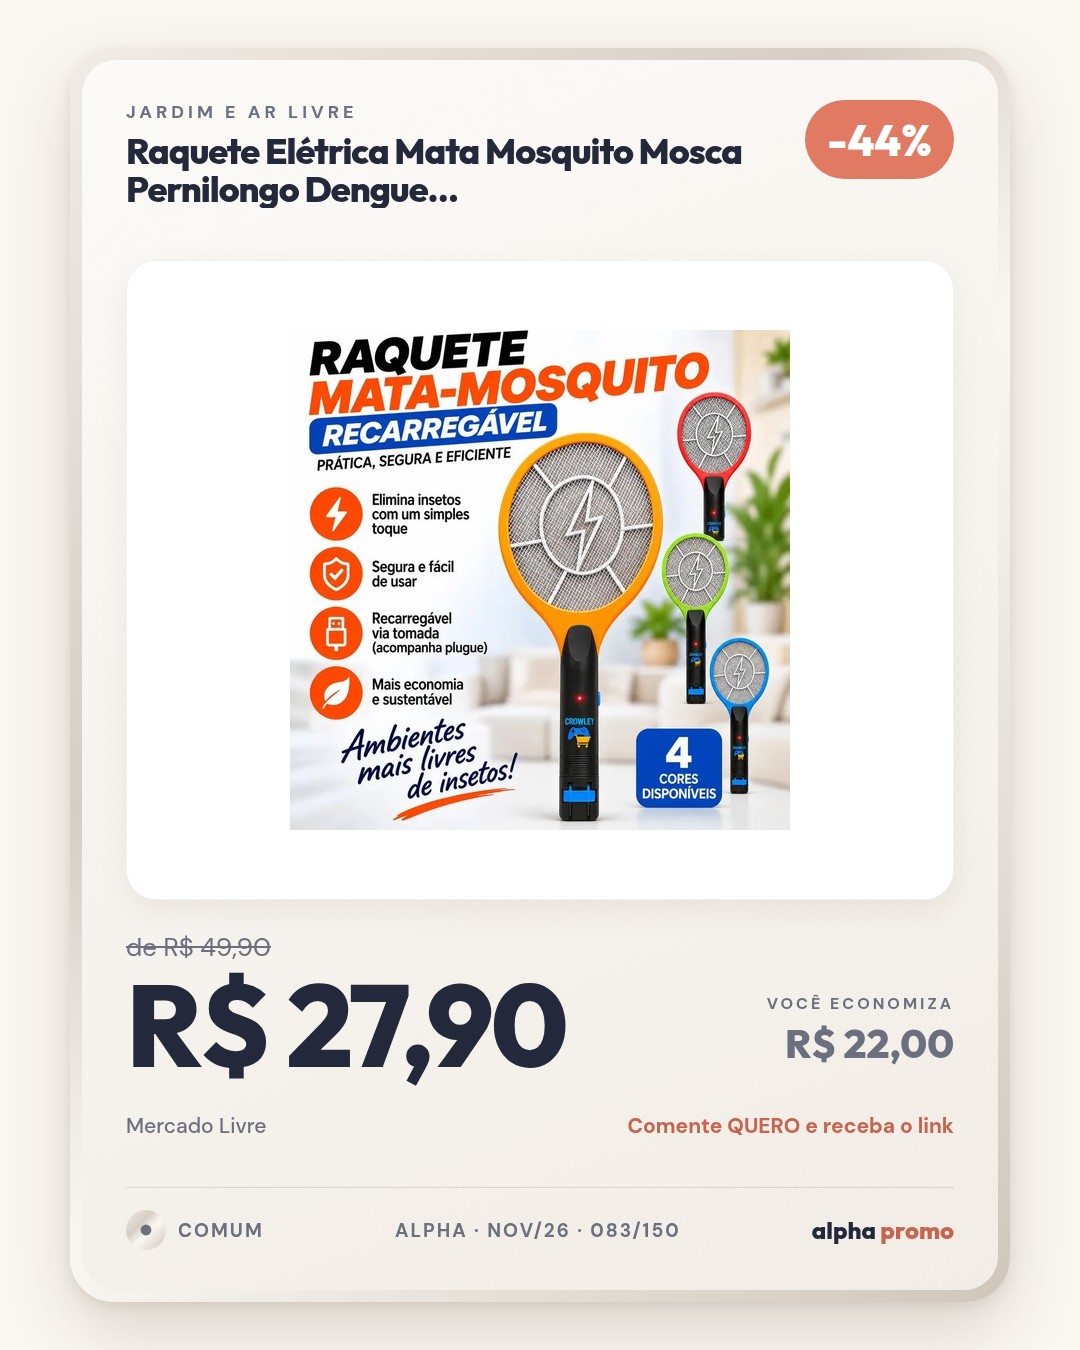 JARDIM E AR LIVRE
Raquete Elétrica Mata Mosquito Mosca
Pernilongo Dengue...
-44%
RAQUETE
MATA-MOSQUITO
RECARREGÁVEL
PRÁTICA, SEGURA E EFICIENTE
Elimina insetos
com um simples
toque
Segura e fácil
de usar
Recarregável
via tomada
(acompanha plugue)
Mais economia
e sustentável
Ambientes
mais livres
de insetos!
CROWLEY
4
CORES
DISPONÍVEIS
de R$ 49,90
R$ 27,90
VOCÊ ECONOMIZA
R$ 22,00
Mercado Livre
Comente QUERO e receba o link
COMUM
ALPHA · NOV/26 · 083/150
alpha promo